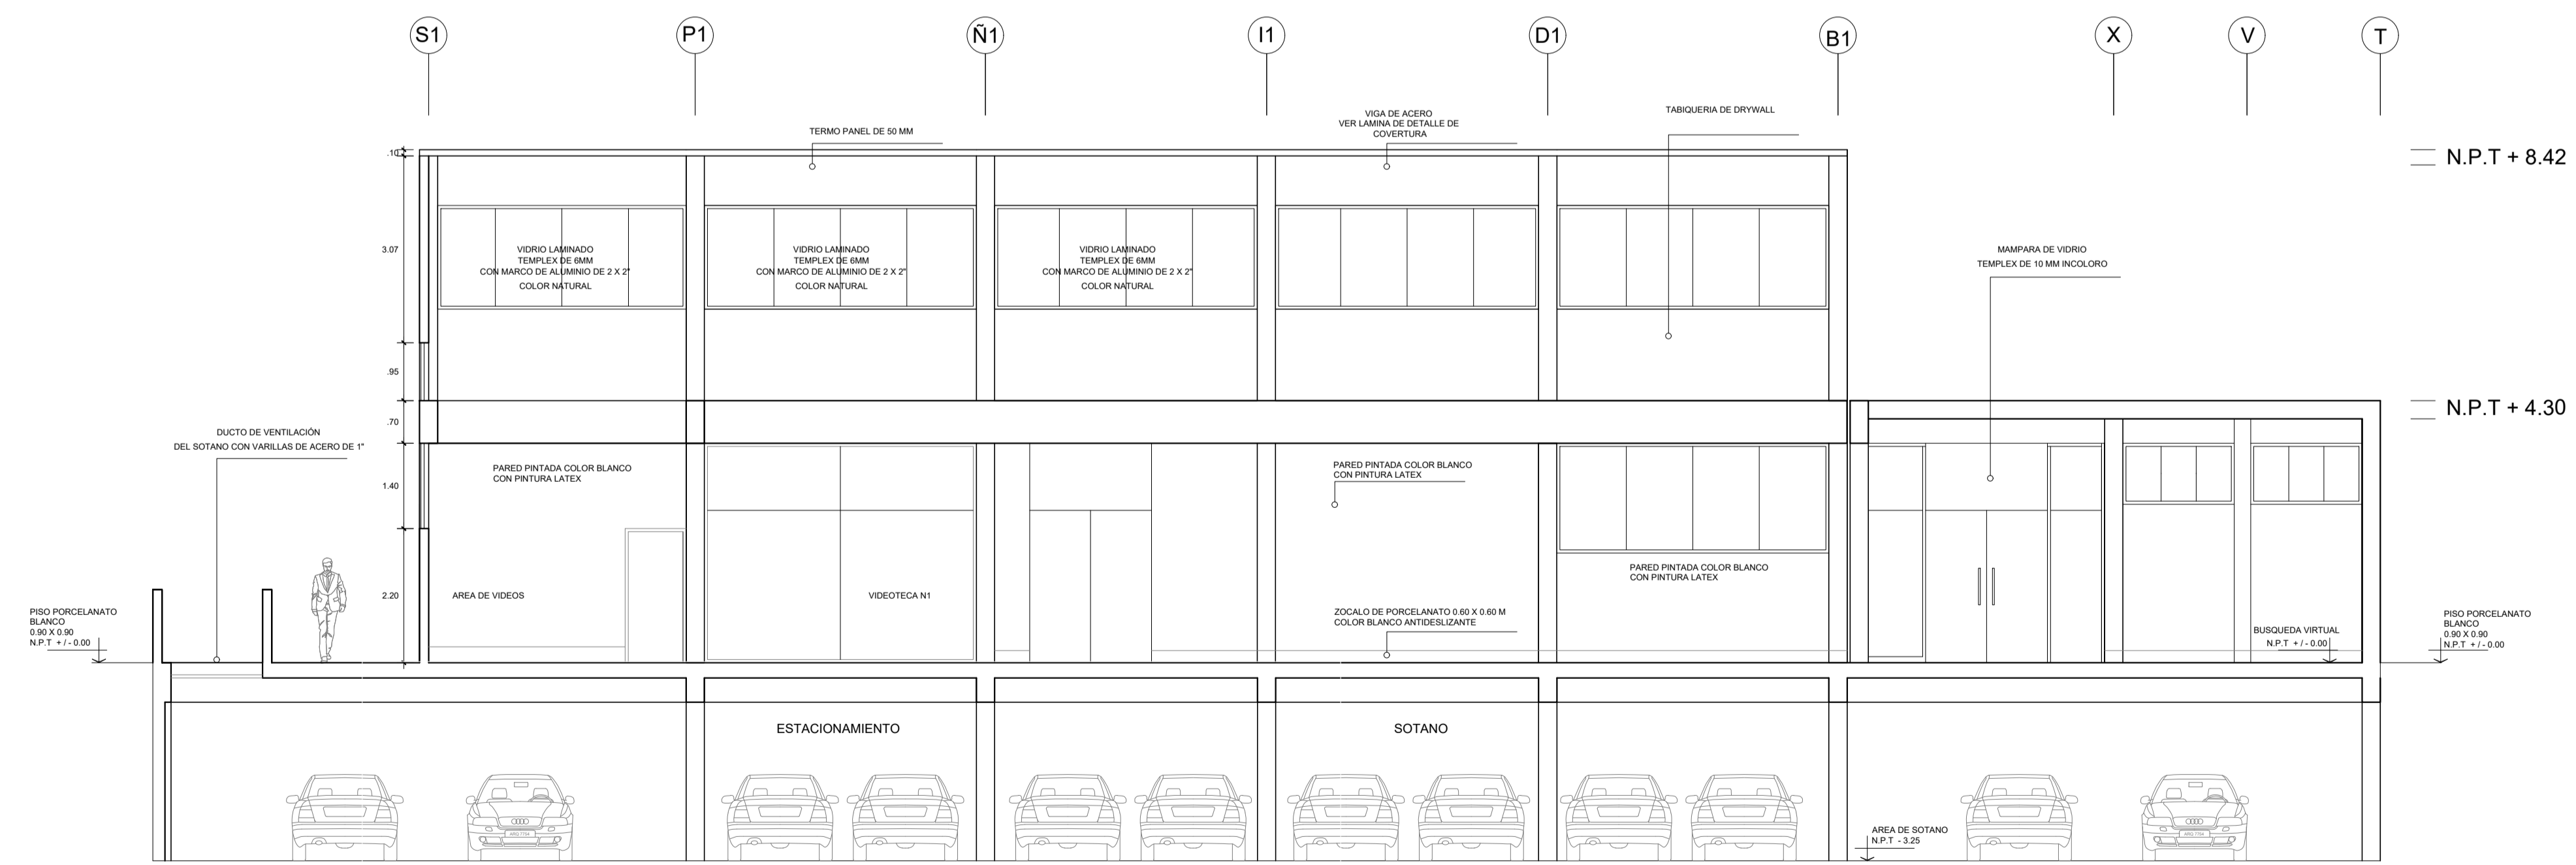 S1
P1
Ñ1
I1
D1
B1
X
V
T
TERMO PANEL DE 50 MM
VIGA DE ACERO
VER LAMINA DE DETALLE DE
COVERTURA
TABIQUERIA DE DRYWALL
.10
N.P.T + 8.42
3.07
VIDRIO LAMINADO
TEMPLEX DE 6MM
CON MARCO DE ALUMINIO DE 2 X 2"
COLOR NATURAL
VIDRIO LAMINADO
TEMPLEX DE 6MM
CON MARCO DE ALUMINIO DE 2 X 2"
COLOR NATURAL
VIDRIO LAMINADO
TEMPLEX DE 6MM
CON MARCO DE ALUMINIO DE 2 X 2"
COLOR NATURAL
MAMPARA DE VIDRIO
TEMPLEX DE 10 MM INCOLORO
.95
.70
N.P.T + 4.30
DUCTO DE VENTILACIÓN
DEL SOTANO CON VARILLAS DE ACERO DE 1"
PARED PINTADA COLOR BLANCO
CON PINTURA LATEX
PARED PINTADA COLOR BLANCO
CON PINTURA LATEX
1.40
PARED PINTADA COLOR BLANCO
CON PINTURA LATEX
2.20
AREA DE VIDEOS
VIDEOTECA N1
ZOCALO DE PORCELANATO 0.60 X 0.60 M
COLOR BLANCO ANTIDESLIZANTE
PISO PORCELANATO
BLANCO
0.90 X 0.90
N.P.T + / - 0.00
BUSQUEDA VIRTUAL
N.P.T + / - 0.00
PISO PORCELANATO
BLANCO
0.90 X 0.90
N.P.T + / - 0.00
ESTACIONAMIENTO
SOTANO
AREA DE SOTANO
N.P.T - 3.25
ARQ 7704
ARQ 7704